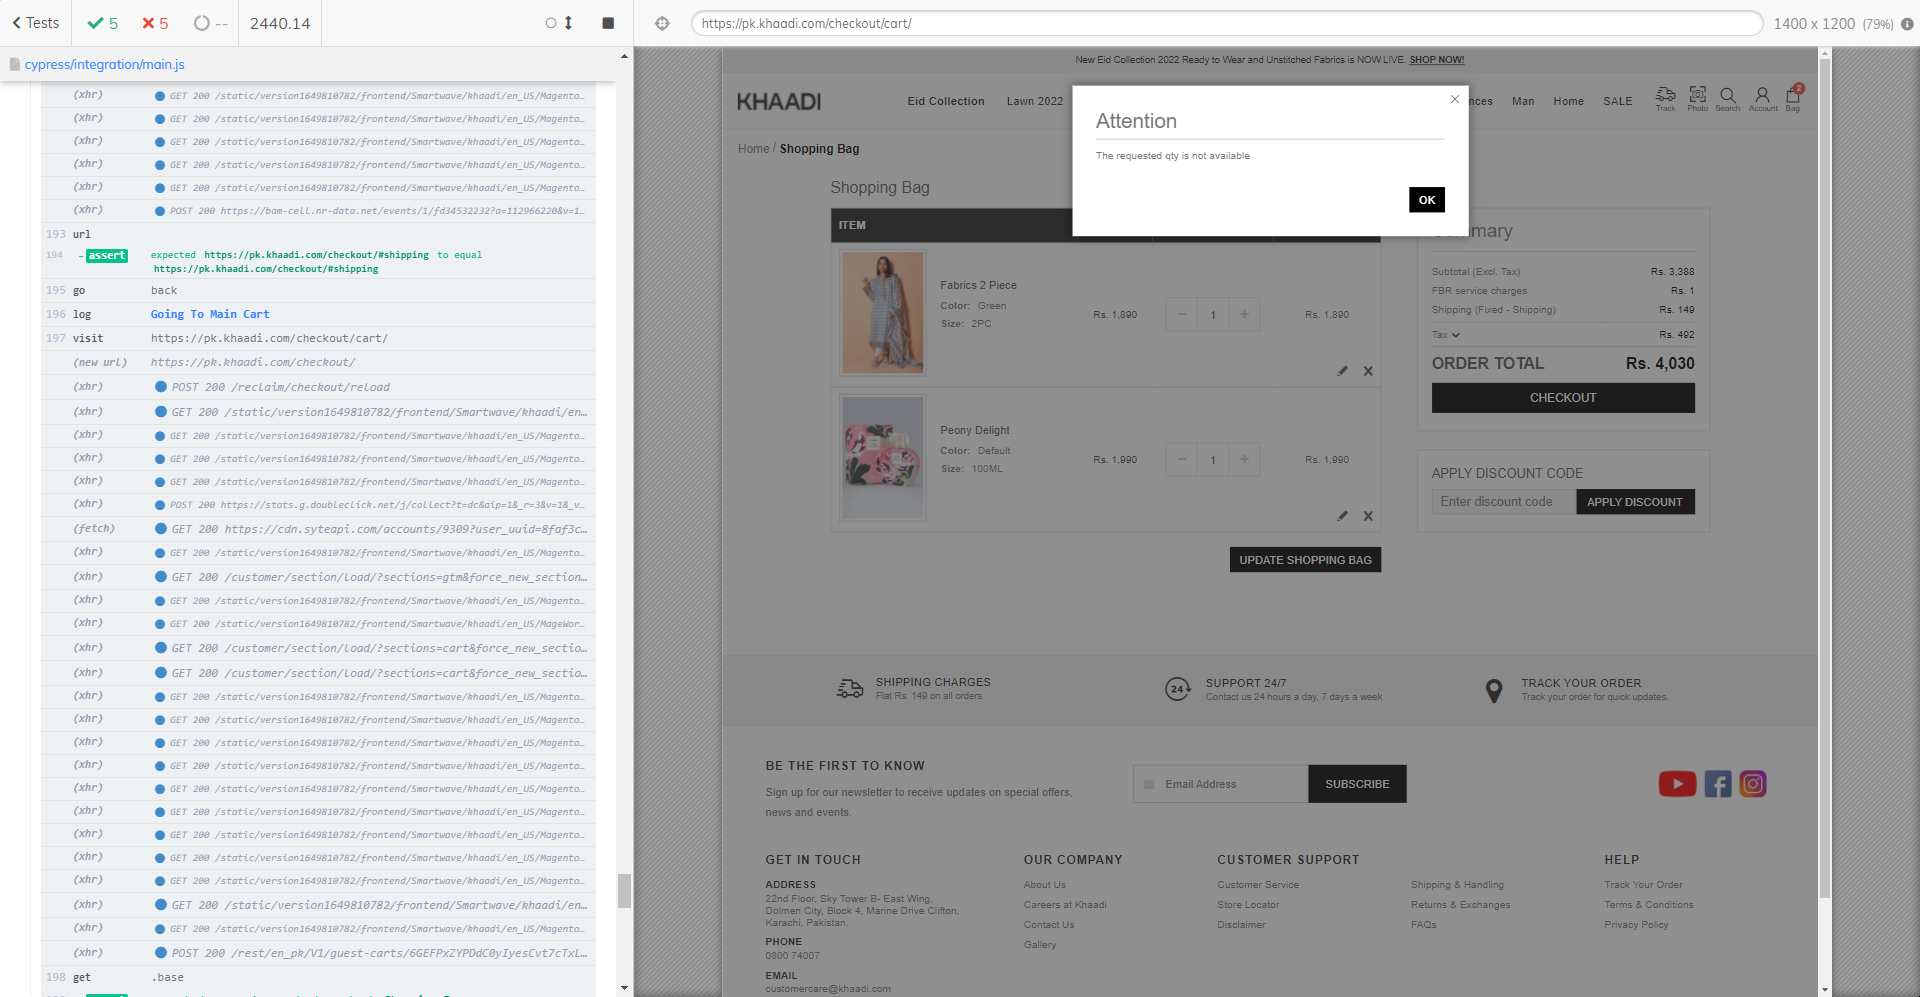 Tests
5
5
--
2440.14
https://pk.khaadi.com/checkout/cart/
1400 x 1200 (79%)
cypress/integration/main.js
(xhr) GET 200 /static/version1649810782/frontend/Smartwave/khaadi/en_US/Magento…
(xhr) GET 200 /static/version1649810782/frontend/Smartwave/khaadi/en_US/Magento…
(xhr) GET 200 /static/version1649810782/frontend/Smartwave/khaadi/en_US/Magento…
(xhr) GET 200 /static/version1649810782/frontend/Smartwave/khaadi/en_US/Magento…
(xhr) GET 200 /static/version1649810782/frontend/Smartwave/khaadi/en_US/Magento…
(xhr) POST 200 https://bam-cell.nr-data.net/events/1/fd34532232?a=112966220&v=1…
193 url
194 -assert expected https://pk.khaadi.com/checkout/#shipping to equal
https://pk.khaadi.com/checkout/#shipping
195 go back
196 log Going To Main Cart
197 visit https://pk.khaadi.com/checkout/cart/
(new url) https://pk.khaadi.com/checkout/
(xhr) POST 200 /reclaim/checkout/reload
(xhr) GET 200 /static/version1649810782/frontend/Smartwave/khaadi/en…
(xhr) GET 200 /static/version1649810782/frontend/Smartwave/khaadi/en_US/Magento…
(xhr) GET 200 /static/version1649810782/frontend/Smartwave/khaadi/en_US/Magento…
(xhr) GET 200 /static/version1649810782/frontend/Smartwave/khaadi/en_US/Magento…
(xhr) POST 200 https://stats.g.doubleclick.net/j/collect?t=dc&aip=1&_r=3&v=1&_v…
(fetch) GET 200 https://cdn.syteapi.com/accounts/9309?user_uuid=8faf3c…
(xhr) GET 200 /static/version1649810782/frontend/Smartwave/khaadi/en_US/Magento…
(xhr) GET 200 /customer/section/load/?sections=gtm&force_new_section…
(xhr) GET 200 /static/version1649810782/frontend/Smartwave/khaadi/en_US/Magento…
(xhr) GET 200 /static/version1649810782/frontend/Smartwave/khaadi/en_US/MageWor…
(xhr) GET 200 /customer/section/load/?sections=cart&force_new_sectio…
(xhr) GET 200 /customer/section/load/?sections=cart&force_new_sectio…
(xhr) GET 200 /static/version1649810782/frontend/Smartwave/khaadi/en_US/Magento…
(xhr) GET 200 /static/version1649810782/frontend/Smartwave/khaadi/en_US/Magento…
(xhr) GET 200 /static/version1649810782/frontend/Smartwave/khaadi/en_US/Magento…
(xhr) GET 200 /static/version1649810782/frontend/Smartwave/khaadi/en_US/Magento…
(xhr) GET 200 /static/version1649810782/frontend/Smartwave/khaadi/en_US/Magento…
(xhr) GET 200 /static/version1649810782/frontend/Smartwave/khaadi/en_US/Magento…
(xhr) GET 200 /static/version1649810782/frontend/Smartwave/khaadi/en_US/Magento…
(xhr) GET 200 /static/version1649810782/frontend/Smartwave/khaadi/en_US/Magento…
(xhr) GET 200 /static/version1649810782/frontend/Smartwave/khaadi/en_US/Magento…
(xhr) GET 200 /static/version1649810782/frontend/Smartwave/khaadi/en…
(xhr) GET 200 /static/version1649810782/frontend/Smartwave/khaadi/en_US/Magento…
(xhr) POST 200 /rest/en_pk/V1/guest-carts/6GEFPxZYPDdC0yIyesCvt7cTxL…
198 get .base
New Eid Collection 2022 Ready to Wear and Unstitched Fabrics is NOW LIVE. SHOP NOW!
KHAADI
Eid Collection
Lawn 2022
nces
Man
Home
SALE
Track
Photo
Search
Account
Bag
2
Attention
The requested qty is not available
OK
Home / Shopping Bag
Shopping Bag
ITEM
Fabrics 2 Piece
Color: Green
Size: 2PC
Rs. 1,890
− 1 +
Rs. 1,890
Peony Delight
Color: Default
Size: 100ML
Rs. 1,990
− 1 +
Rs. 1,990
UPDATE SHOPPING BAG
mmary
Subtotal (Excl. Tax) Rs. 3,388
FBR service charges Rs. 1
Shipping (Fixed - Shipping) Rs. 149
Tax Rs. 492
ORDER TOTAL Rs. 4,030
CHECKOUT
APPLY DISCOUNT CODE
Enter discount code
APPLY DISCOUNT
SHIPPING CHARGES
Flat Rs. 149 on all orders
24
SUPPORT 24/7
Contact us 24 hours a day, 7 days a week
TRACK YOUR ORDER
Track your order for quick updates.
BE THE FIRST TO KNOW
Sign up for our newsletter to receive updates on special offers,
news and events.
Email Address
SUBSCRIBE
GET IN TOUCH
ADDRESS
22nd Floor, Sky Tower B- East Wing,
Dolmen City, Block 4, Marine Drive Clifton,
Karachi, Pakistan.
PHONE
0800 74007
EMAIL
customercare@khaadi.com
OUR COMPANY
About Us
Careers at Khaadi
Contact Us
Gallery
CUSTOMER SUPPORT
Customer Service
Store Locator
Disclaimer
Shipping & Handling
Returns & Exchanges
FAQs
HELP
Track Your Order
Terms & Conditions
Privacy Policy